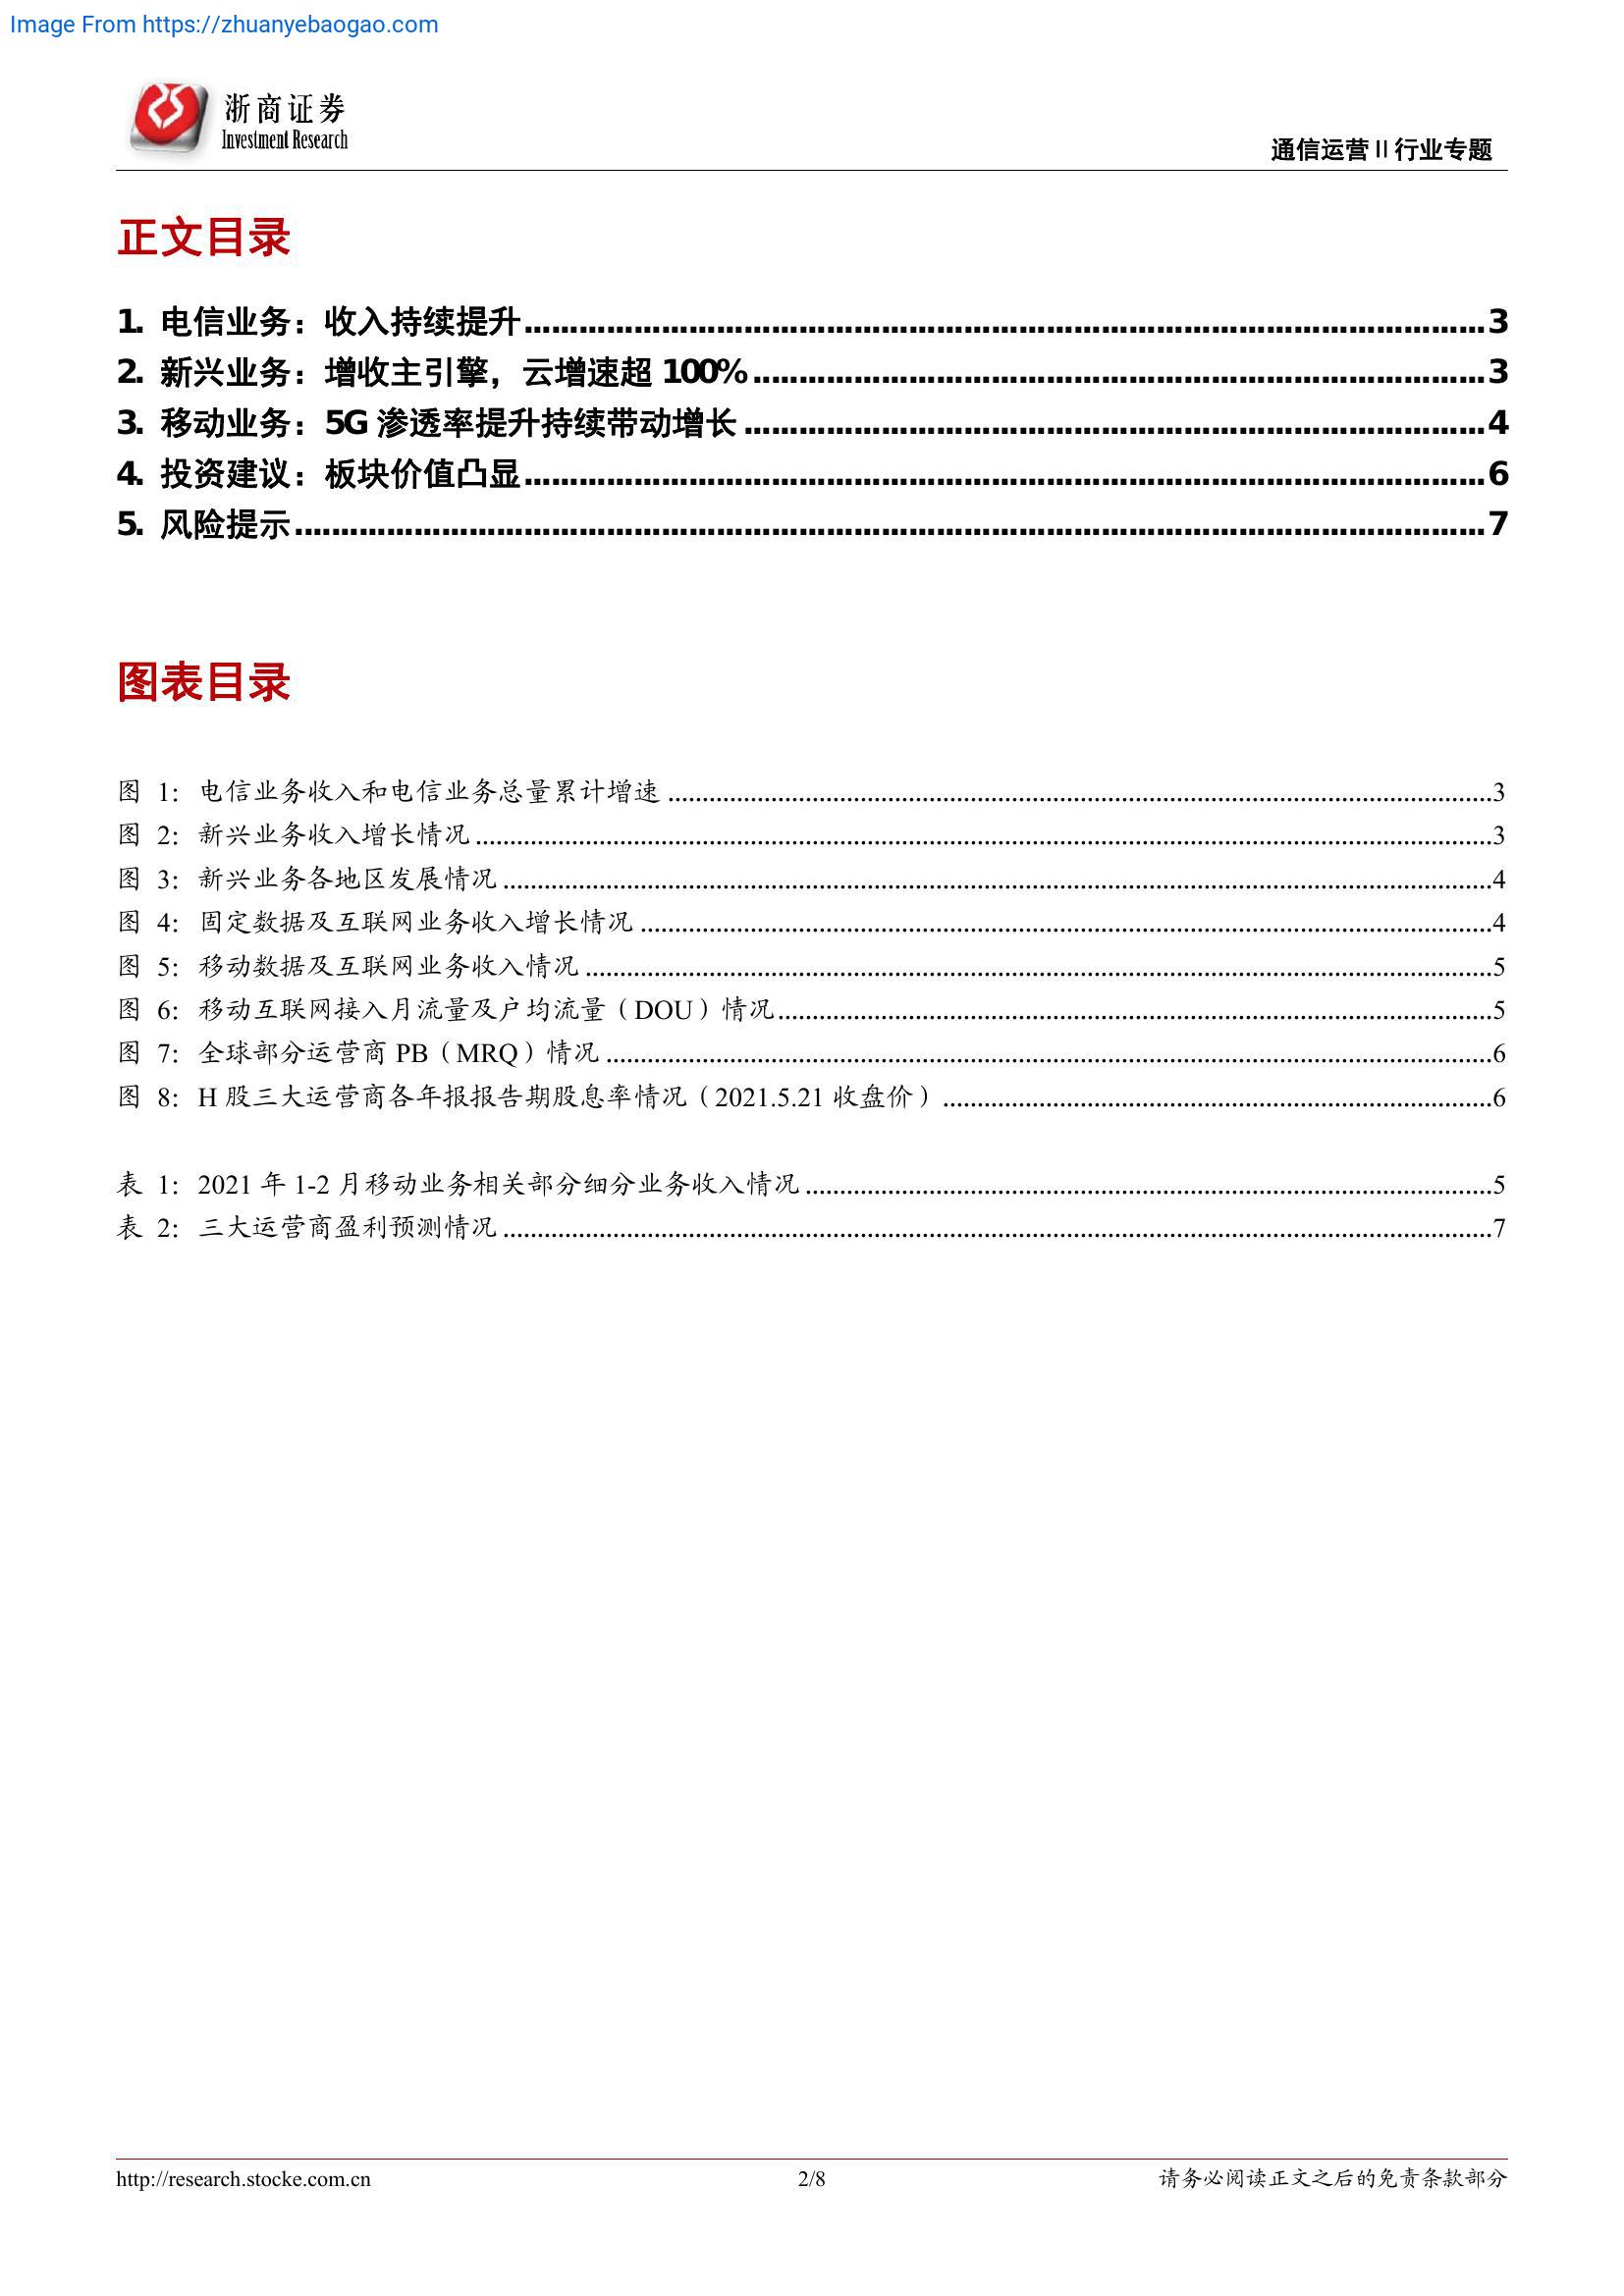 Image From https://zhuanyebaogao.com
浙商证券
Investment Research
通信运营Ⅱ行业专题
正文目录
1. 电信业务：收入持续提升 3
2. 新兴业务：增收主引擎，云增速超 100% 3
3. 移动业务：5G 渗透率提升持续带动增长 4
4. 投资建议：板块价值凸显 6
5. 风险提示 7
图表目录
图 1：电信业务收入和电信业务总量累计增速 3
图 2：新兴业务收入增长情况 3
图 3：新兴业务各地区发展情况 4
图 4：固定数据及互联网业务收入增长情况 4
图 5：移动数据及互联网业务收入情况 5
图 6：移动互联网接入月流量及户均流量（DOU）情况 5
图 7：全球部分运营商 PB（MRQ）情况 6
图 8：H 股三大运营商各年报报告期股息率情况（2021.5.21 收盘价） 6
表 1：2021 年 1-2 月移动业务相关部分细分业务收入情况 5
表 2：三大运营商盈利预测情况 7
http://research.stocke.com.cn 2/8 请务必阅读正文之后的免责条款部分